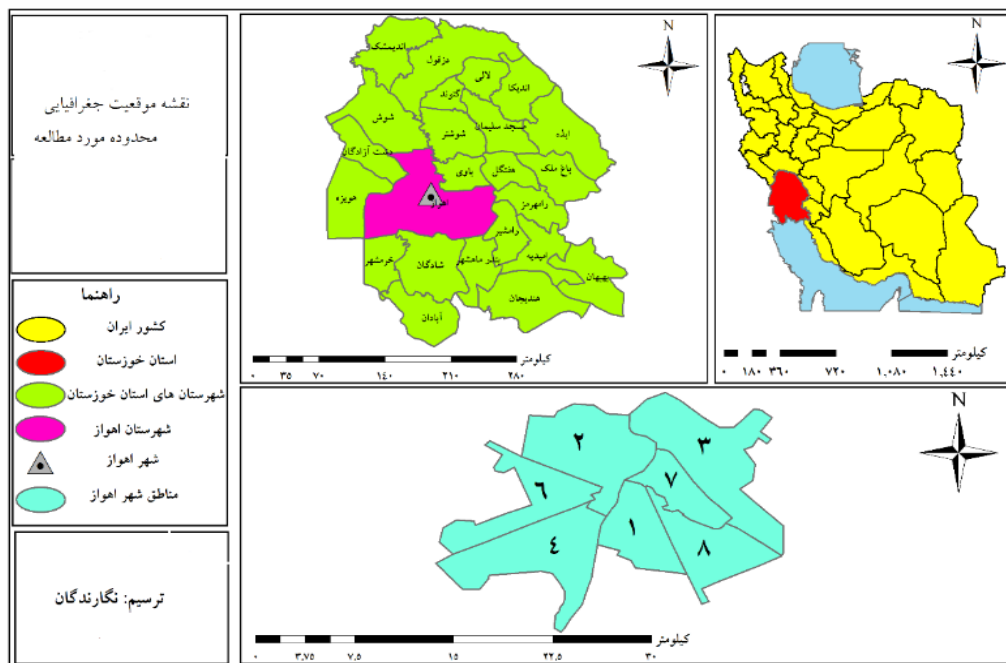 نقشه موقعیت جغرافیایی
محدوده مورد مطالعه
راهنما
کشور ایران
استان خوزستان
شهرستان های استان خوزستان
شهرستان اهواز
شهر اهواز
مناطق شهر اهواز
ترسیم: نگارندگان
N
اندیمشک
دزفول
لالی
اندیکا
گتوند
شوش
شوشتر
مسجد سلیمان
ایذه
دشت آزادگان
باوی
هفتگل
باغ ملک
هویزه
اهواز
رامهرمز
رامشیر
امیدیه
بندر ماهشهر
شادگان
خرمشهر
بهبهان
هندیجان
آبادان
کیلومتر
۰ ۳۵ ۷۰ ۱۴۰ ۲۱۰ ۲۸۰
N
کیلومتر
۰ ۱۸۰ ۳۶۰ ۷۲۰ ۱,۰۸۰ ۱,۴۴۰
N
۲
۳
۶
۷
۱
۴
۸
کیلومتر
۰ ۳,۷۵ ۷,۵ ۱۵ ۲۲,۵ ۳۰